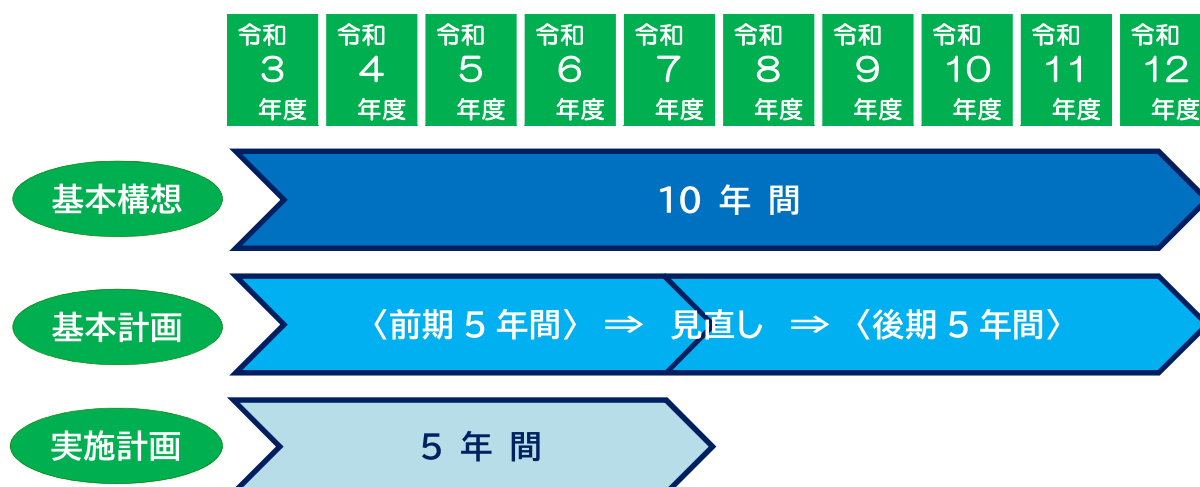 令和
3
年度
令和
4
年度
令和
5
年度
令和
6
年度
令和
7
年度
令和
8
年度
令和
9
年度
令和
10
年度
令和
11
年度
令和
12
年度
基本構想
10 年 間
基本計画
〈前期 5 年間〉 ⇒ 見直し ⇒ 〈後期 5 年間〉
実施計画
5 年 間